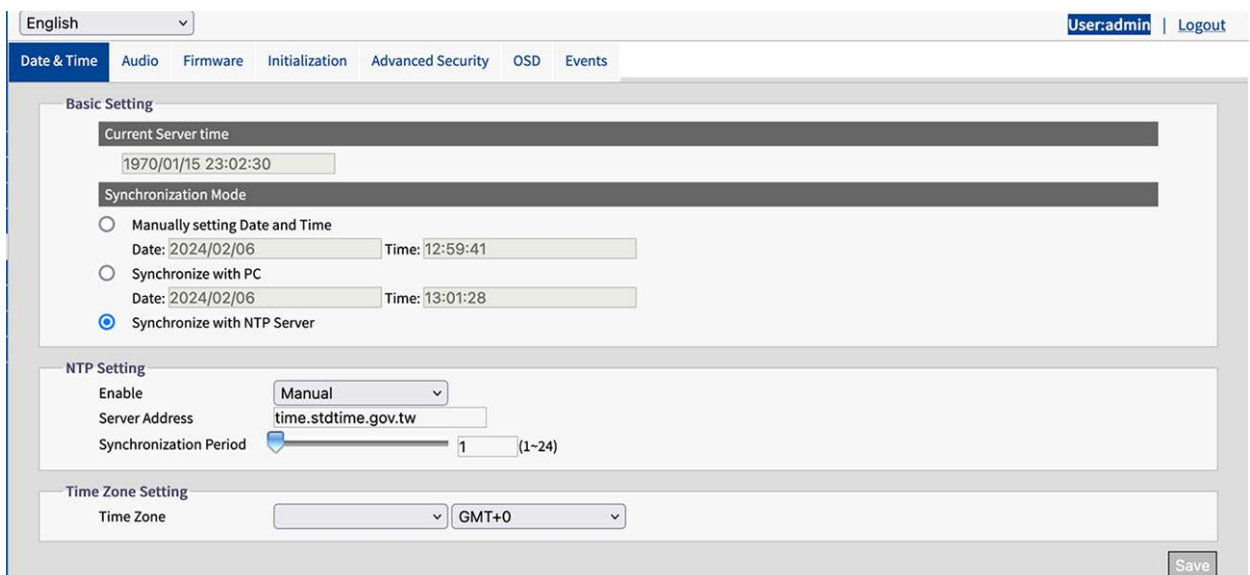 English User:admin | Logout
Date & Time Audio Firmware Initialization Advanced Security OSD Events
Basic Setting
Current Server time
1970/01/15 23:02:30
Synchronization Mode
Manually setting Date and Time
Date: 2024/02/06 Time: 12:59:41
Synchronize with PC
Date: 2024/02/06 Time: 13:01:28
Synchronize with NTP Server
NTP Setting
Enable Manual
Server Address time.stdtime.gov.tw
Synchronization Period 1 (1~24)
Time Zone Setting
Time Zone GMT+0
Save